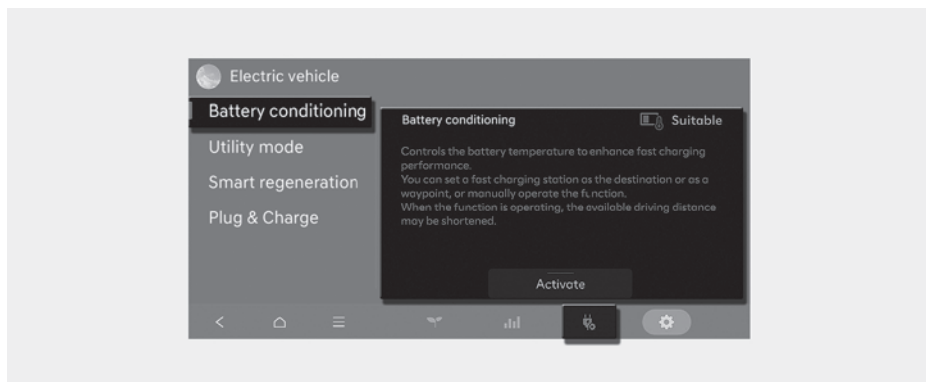 Electric vehicle
Battery conditioning
Utility mode
Smart regeneration
Plug & Charge
Battery conditioning Suitable
Controls the battery temperature to enhance fast charging
performance.
You can set a fast charging station as the destination or as a
waypoint, or manually operate the function.
When the function is operating, the available driving distance
may be shortened.
Activate